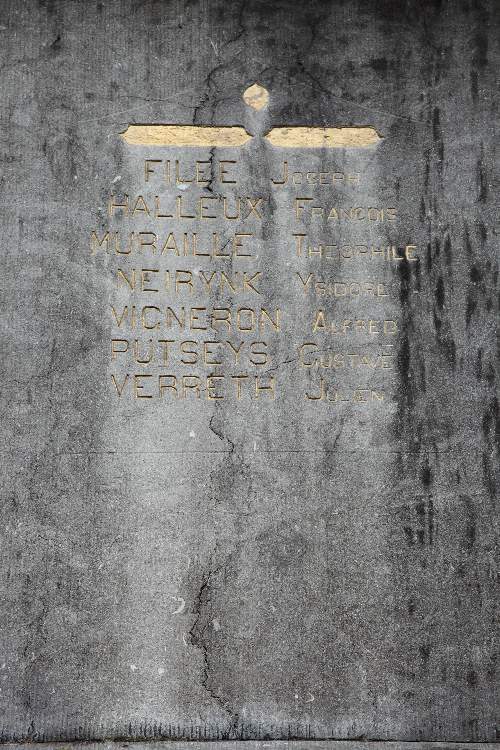 FILEE JOSEPH
HALLEUX FRANCOIS
MURAILLE THEOPHILE
NEIRYNK YSIDORE
VIGNERON ALFRED
PUTSEYS GUSTAVE
VERRETH JULIEN